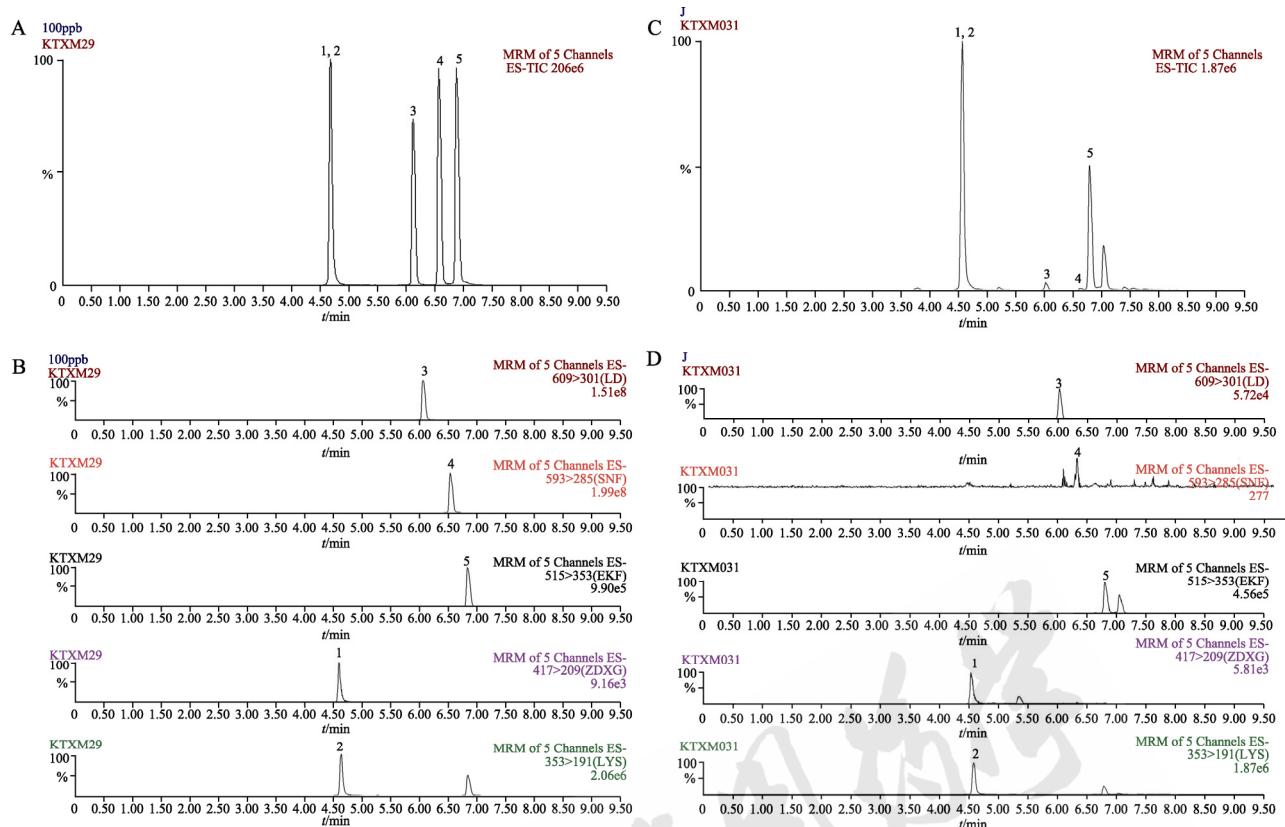 A
100ppb
KTXM29
MRM of 5 Channels
ES-TIC 206e6
100
%
0
1, 2
3
4
5
0 0.50 1.00 1.50 2.00 2.50 3.00 3.50 4.00 4.50 5.00 5.50 6.00 6.50 7.00 7.50 8.00 8.50 9.00 9.50
t/min
B
100ppb
KTXM29
MRM of 5 Channels ES-
609>301(LD)
1.51e8
100
%
3
0 0.50 1.00 1.50 2.00 2.50 3.00 3.50 4.00 4.50 5.00 5.50 6.00 6.50 7.00 7.50 8.00 8.50 9.00 9.50
t/min
KTXM29
MRM of 5 Channels ES-
593>285(SNF)
1.99e8
100
%
4
0 0.50 1.00 1.50 2.00 2.50 3.00 3.50 4.00 4.50 5.00 5.50 6.00 6.50 7.00 7.50 8.00 8.50 9.00 9.50
t/min
KTXM29
MRM of 5 Channels ES-
515>353(EKF)
9.90e5
100
%
5
0 0.50 1.00 1.50 2.00 2.50 3.00 3.50 4.00 4.50 5.00 5.50 6.00 6.50 7.00 7.50 8.00 8.50 9.00 9.50
t/min
KTXM29
MRM of 5 Channels ES-
417>209(ZDXG)
9.16e3
100
%
1
0 0.50 1.00 1.50 2.00 2.50 3.00 3.50 4.00 4.50 5.00 5.50 6.00 6.50 7.00 7.50 8.00 8.50 9.00 9.50
t/min
KTXM29
MRM of 5 Channels ES-
353>191(LYS)
2.06e6
100
%
2
0 0.50 1.00 1.50 2.00 2.50 3.00 3.50 4.00 4.50 5.00 5.50 6.00 6.50 7.00 7.50 8.00 8.50 9.00 9.50
t/min
C
J
KTXM031
MRM of 5 Channels
ES-TIC 1.87e6
100
%
0
1, 2
3
4
5
0 0.50 1.00 1.50 2.00 2.50 3.00 3.50 4.00 4.50 5.00 5.50 6.00 6.50 7.00 7.50 8.00 8.50 9.00 9.50
t/min
D
J
KTXM031
MRM of 5 Channels ES-
609>301(LD)
5.72e4
100
%
3
0 0.50 1.00 1.50 2.00 2.50 3.00 3.50 4.00 4.50 5.00 5.50 6.00 6.50 7.00 7.50 8.00 8.50 9.00 9.50
t/min
KTXM031
MRM of 5 Channels ES-
593>285(SNF)
277
100
%
4
0 0.50 1.00 1.50 2.00 2.50 3.00 3.50 4.00 4.50 5.00 5.50 6.00 6.50 7.00 7.50 8.00 8.50 9.00 9.50
t/min
KTXM031
MRM of 5 Channels ES-
515>353(EKF)
4.56e5
100
%
5
0 0.50 1.00 1.50 2.00 2.50 3.00 3.50 4.00 4.50 5.00 5.50 6.00 6.50 7.00 7.50 8.00 8.50 9.00 9.50
t/min
KTXM031
MRM of 5 Channels ES-
417>209(ZDXG)
5.81e3
100
%
1
0 0.50 1.00 1.50 2.00 2.50 3.00 3.50 4.00 4.50 5.00 5.50 6.00 6.50 7.00 7.50 8.00 8.50 9.00 9.50
t/min
KTXM031
MRM of 5 Channels ES-
353>191(LYS)
1.87e6
100
%
2
0 0.50 1.00 1.50 2.00 2.50 3.00 3.50 4.00 4.50 5.00 5.50 6.00 6.50 7.00 7.50 8.00 8.50 9.00 9.50
t/min